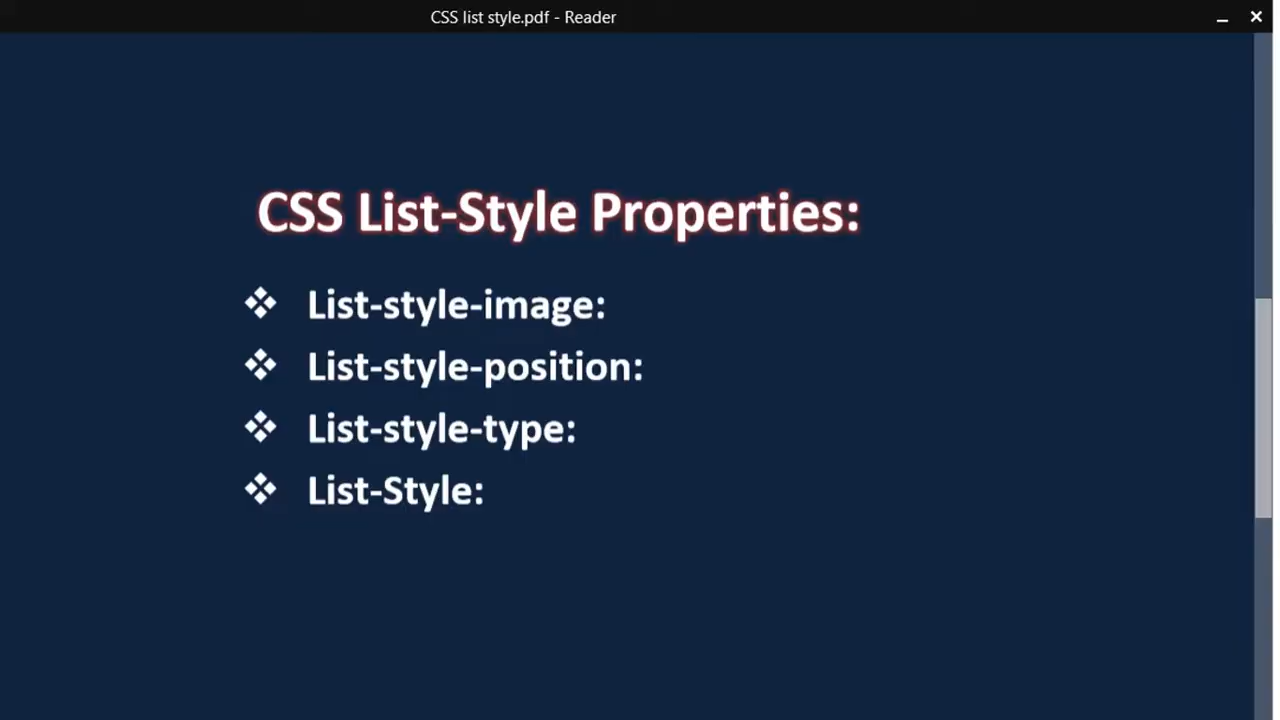 CSS list style.pdf - Reader
CSS List-Style Properties:
❖ List-style-image:
❖ List-style-position:
❖ List-style-type:
❖ List-Style: